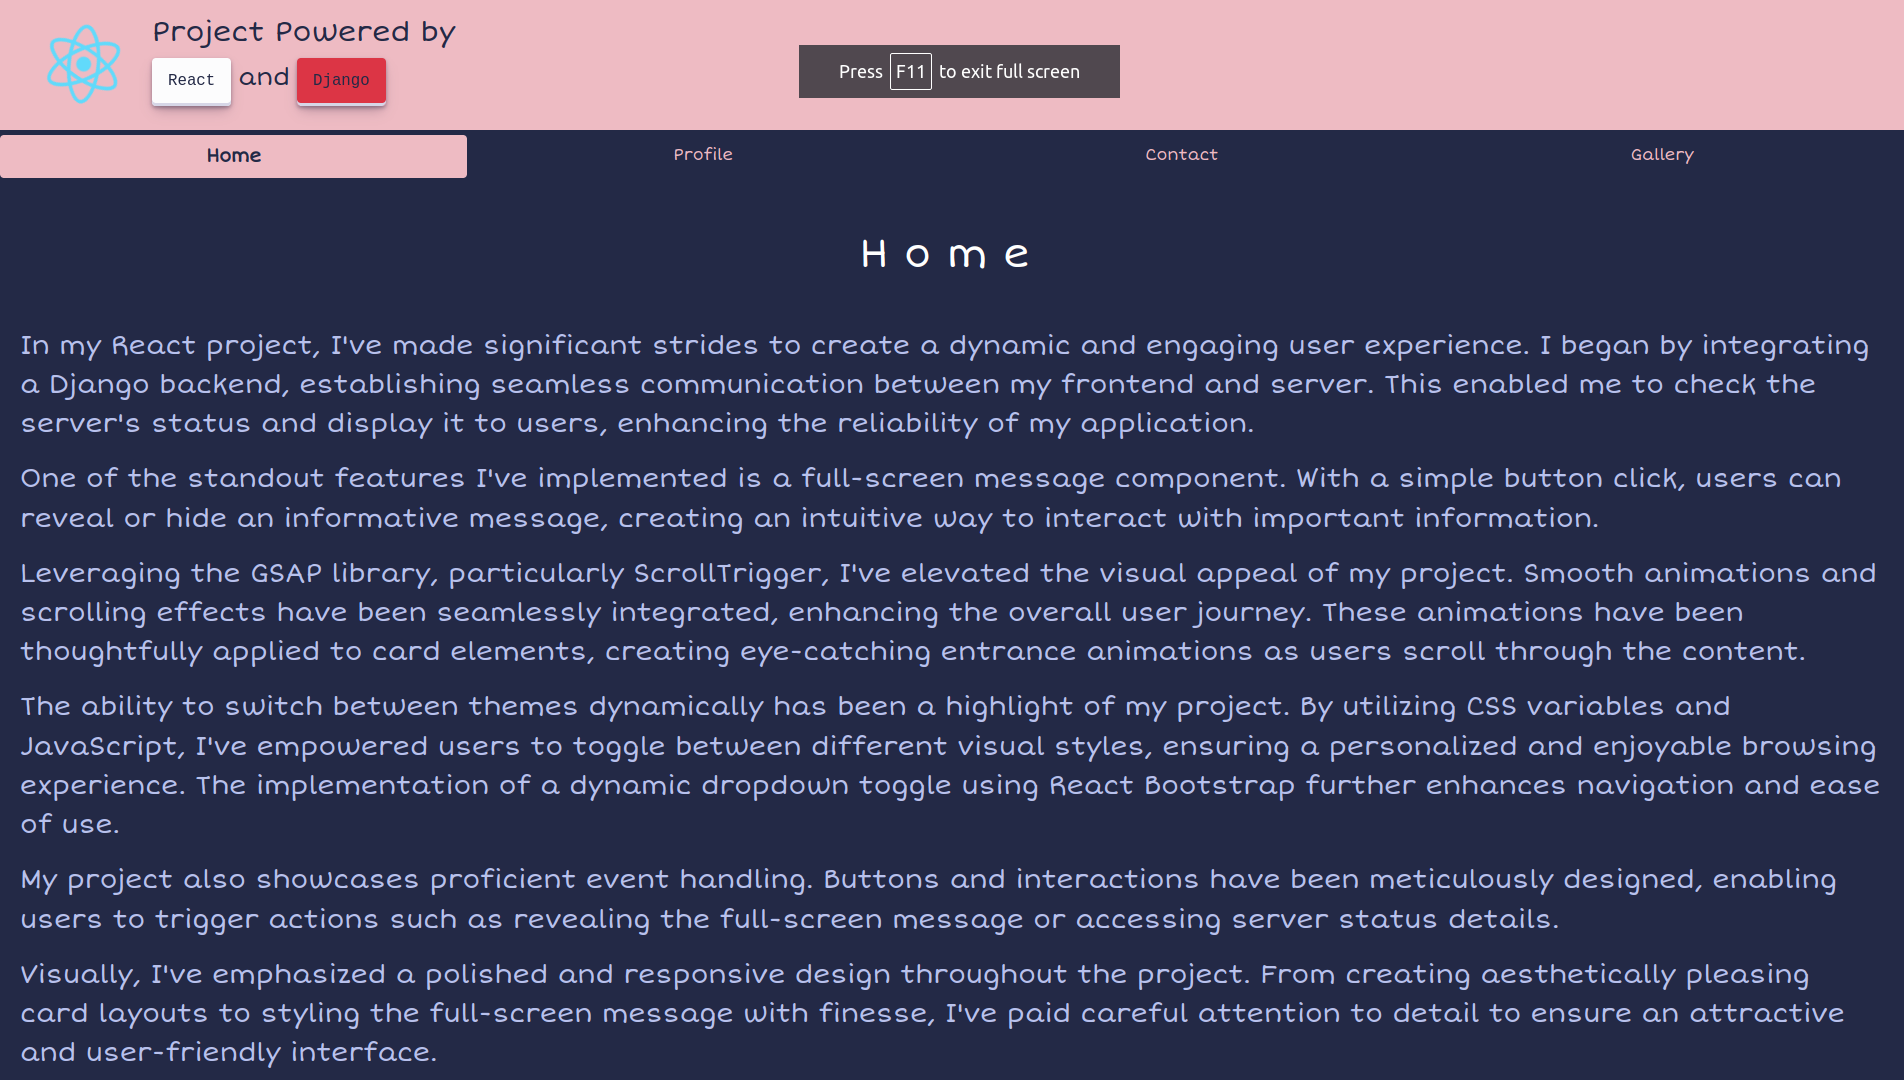 Project Powered by
React and Django
Press F11 to exit full screen
Home Profile Contact Gallery
Home
In my React project, I've made significant strides to create a dynamic and engaging user experience. I began by integrating
a Django backend, establishing seamless communication between my frontend and server. This enabled me to check the
server's status and display it to users, enhancing the reliability of my application.
One of the standout features I've implemented is a full-screen message component. With a simple button click, users can
reveal or hide an informative message, creating an intuitive way to interact with important information.
Leveraging the GSAP library, particularly ScrollTrigger, I've elevated the visual appeal of my project. Smooth animations and
scrolling effects have been seamlessly integrated, enhancing the overall user journey. These animations have been
thoughtfully applied to card elements, creating eye-catching entrance animations as users scroll through the content.
The ability to switch between themes dynamically has been a highlight of my project. By utilizing CSS variables and
JavaScript, I've empowered users to toggle between different visual styles, ensuring a personalized and enjoyable browsing
experience. The implementation of a dynamic dropdown toggle using React Bootstrap further enhances navigation and ease
of use.
My project also showcases proficient event handling. Buttons and interactions have been meticulously designed, enabling
users to trigger actions such as revealing the full-screen message or accessing server status details.
Visually, I've emphasized a polished and responsive design throughout the project. From creating aesthetically pleasing
card layouts to styling the full-screen message with finesse, I've paid careful attention to detail to ensure an attractive
and user-friendly interface.